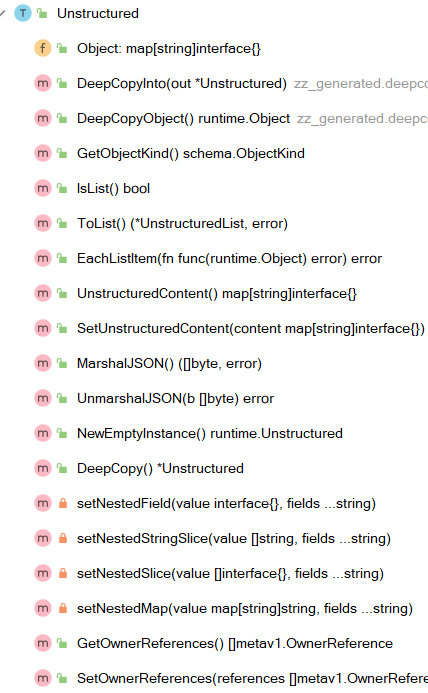 T Unstructured
f Object: map[string]interface{}
m DeepCopyInto(out *Unstructured) zz_generated.deepco
m DeepCopyObject() runtime.Object zz_generated.deepc
m GetObjectKind() schema.ObjectKind
m IsList() bool
m ToList() (*UnstructuredList, error)
m EachListItem(fn func(runtime.Object) error) error
m UnstructuredContent() map[string]interface{}
m SetUnstructuredContent(content map[string]interface{})
m MarshalJSON() ([]byte, error)
m UnmarshalJSON(b []byte) error
m NewEmptyInstance() runtime.Unstructured
m DeepCopy() *Unstructured
m setNestedField(value interface{}, fields ...string)
m setNestedStringSlice(value []string, fields ...string)
m setNestedSlice(value []interface{}, fields ...string)
m setNestedMap(value map[string]string, fields ...string)
m GetOwnerReferences() []metav1.OwnerReference
m SetOwnerReferences(references []metav1.OwnerRefere